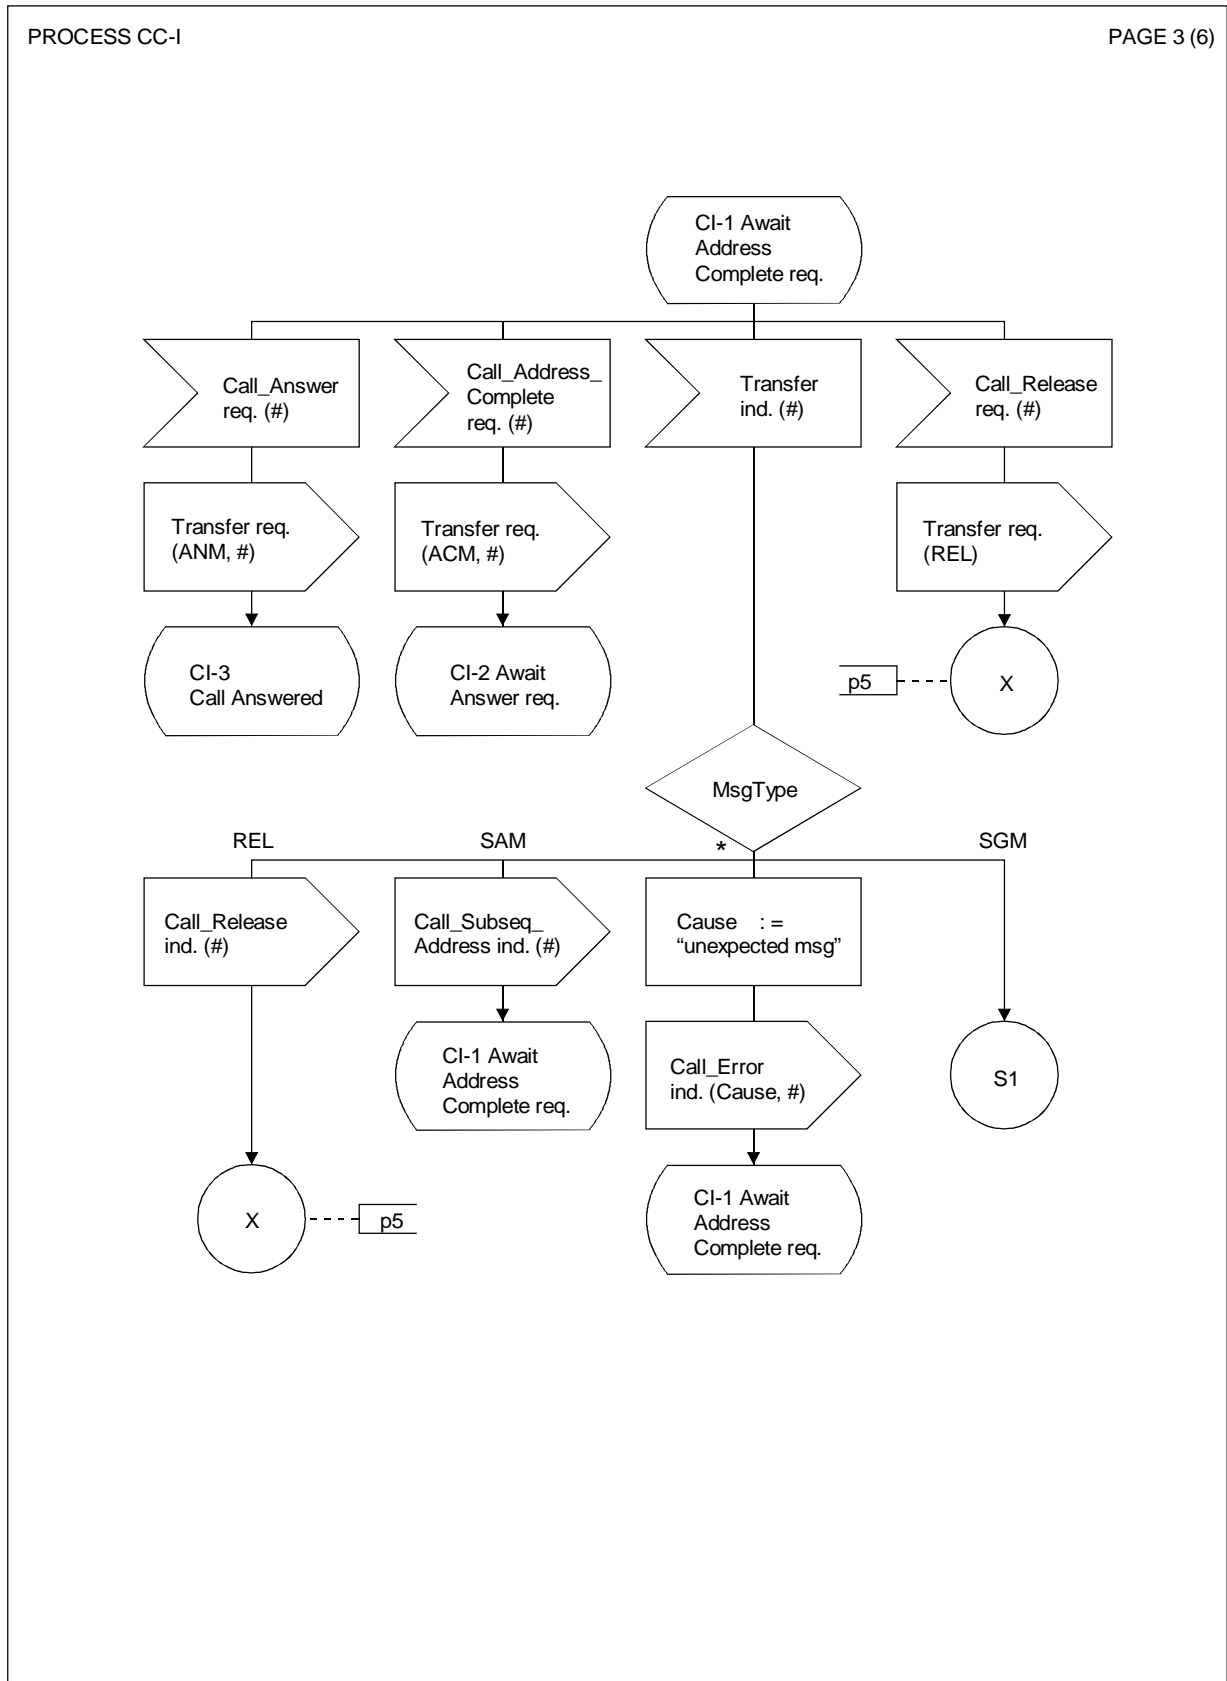 PROCESS CC-I
PAGE 3 (6)
CI-1 Await
Address
Complete req.
Call_Answer
req. (#)
Call_Address_
Complete
req. (#)
Transfer
ind. (#)
Call_Release
req. (#)
Transfer req.
(ANM, #)
Transfer req.
(ACM, #)
Transfer req.
(REL)
CI-3
Call Answered
CI-2 Await
Answer req.
p5
X
MsgType
REL
SAM
*
SGM
Call_Release
ind. (#)
Call_Subseq_
Address ind. (#)
Cause : =
“unexpected msg”
CI-1 Await
Address
Complete req.
Call_Error
ind. (Cause, #)
S1
X
p5
CI-1 Await
Address
Complete req.